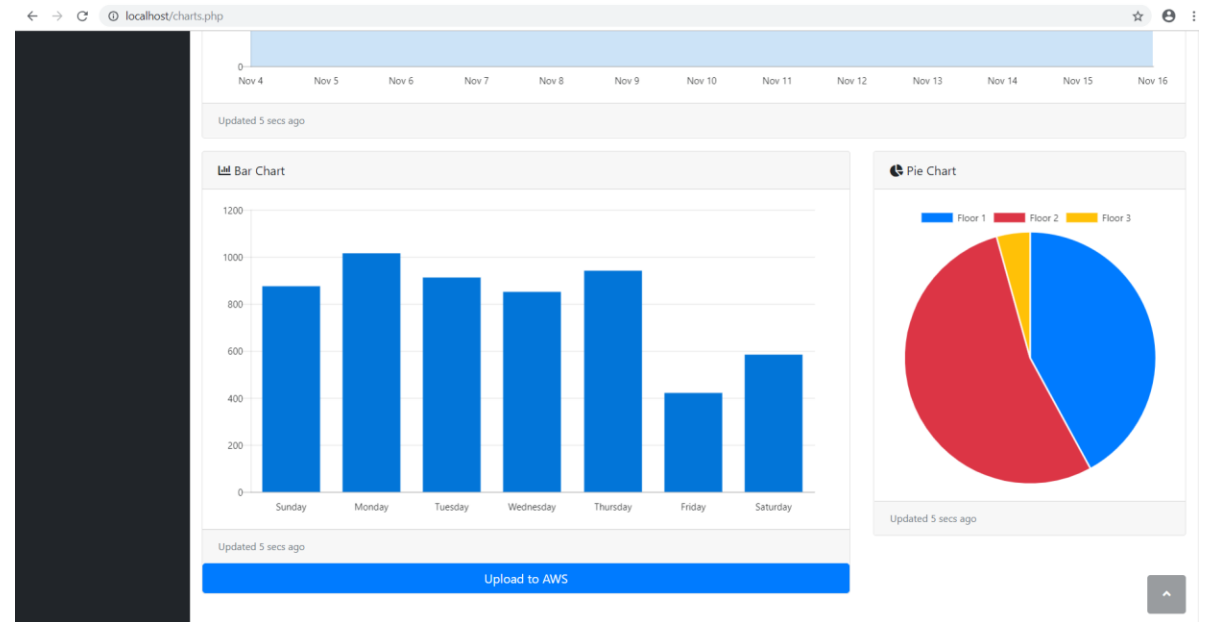 localhost/charts.php
0
Nov 4 Nov 5 Nov 6 Nov 7 Nov 8 Nov 9 Nov 10 Nov 11 Nov 12 Nov 13 Nov 14 Nov 15 Nov 16
Updated 5 secs ago
Bar Chart
1200
1000
800
600
400
200
0
Sunday Monday Tuesday Wednesday Thursday Friday Saturday
Updated 5 secs ago
Upload to AWS
Pie Chart
Floor 1 Floor 2 Floor 3
Updated 5 secs ago